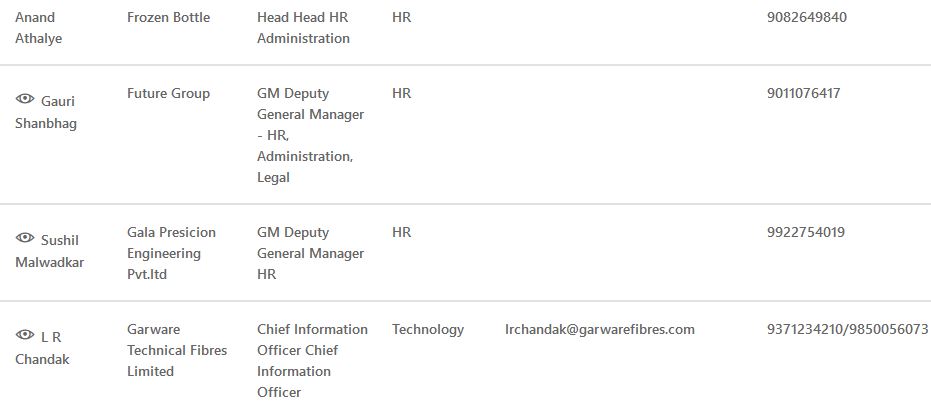 Anand Athalye Frozen Bottle Head Head HR Administration HR 9082649840
Gauri Shanbhag Future Group GM Deputy General Manager - HR, Administration, Legal HR 9011076417
Sushil Malwadkar Gala Presicion Engineering Pvt.ltd GM Deputy General Manager HR HR 9922754019
L R Chandak Garware Technical Fibres Limited Chief Information Officer Chief Information Officer Technology lrchandak@garwarefibres.com 9371234210/9850056073